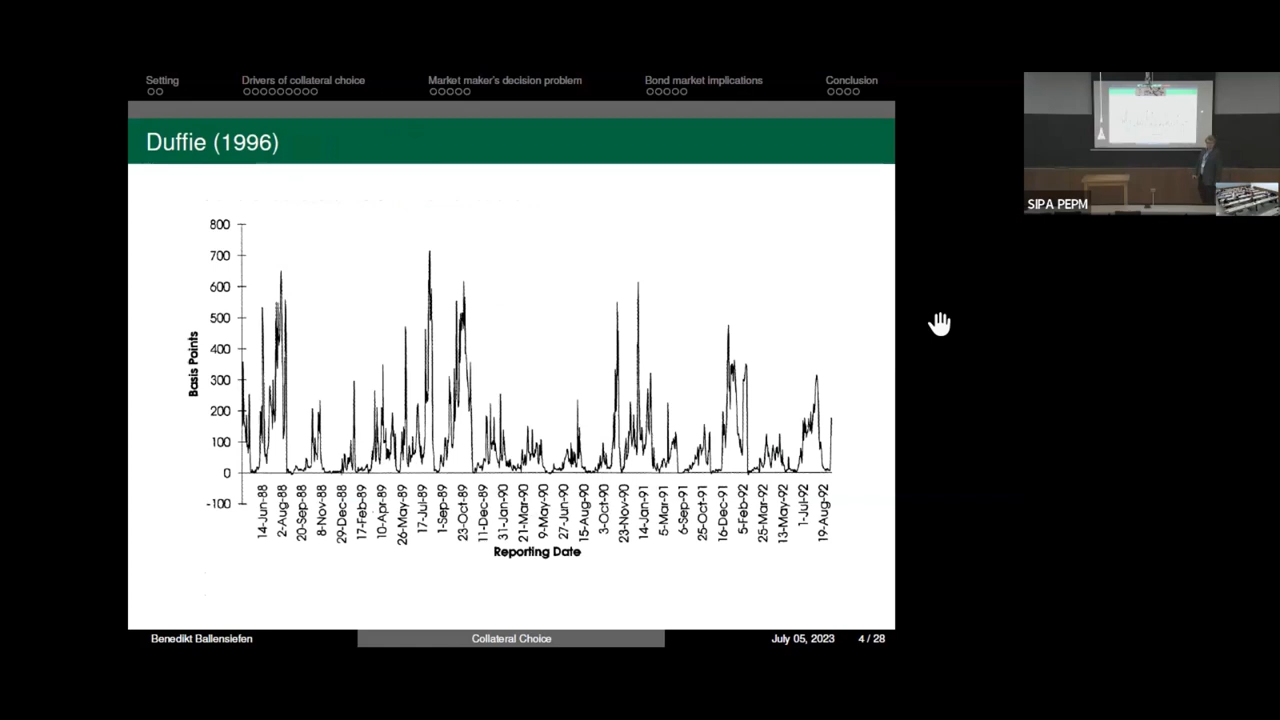 Setting
Drivers of collateral choice
Market maker's decision problem
Bond market implications
Conclusion
Duffie (1996)
800
700
600
500
400
300
200
100
0
-100
Basis Points
14-Jun-88
2-Aug-88
20-Sep-88
8-Nov-88
29-Dec-88
17-Feb-89
10-Apr-89
26-May-89
17-Jul-89
1-Sep-89
23-Oct-89
11-Dec-89
31-Jan-90
21-Mar-90
9-May-90
27-Jun-90
15-Aug-90
3-Oct-90
23-Nov-90
14-Jan-91
5-Mar-91
6-Sep-91
25-Oct-91
16-Dec-91
5-Feb-92
25-Mar-92
13-May-92
1-Jul-92
19-Aug-92
Reporting Date
Benedikt Ballensiefen
Collateral Choice
July 05, 2023
4 / 28
SIPA PEPM